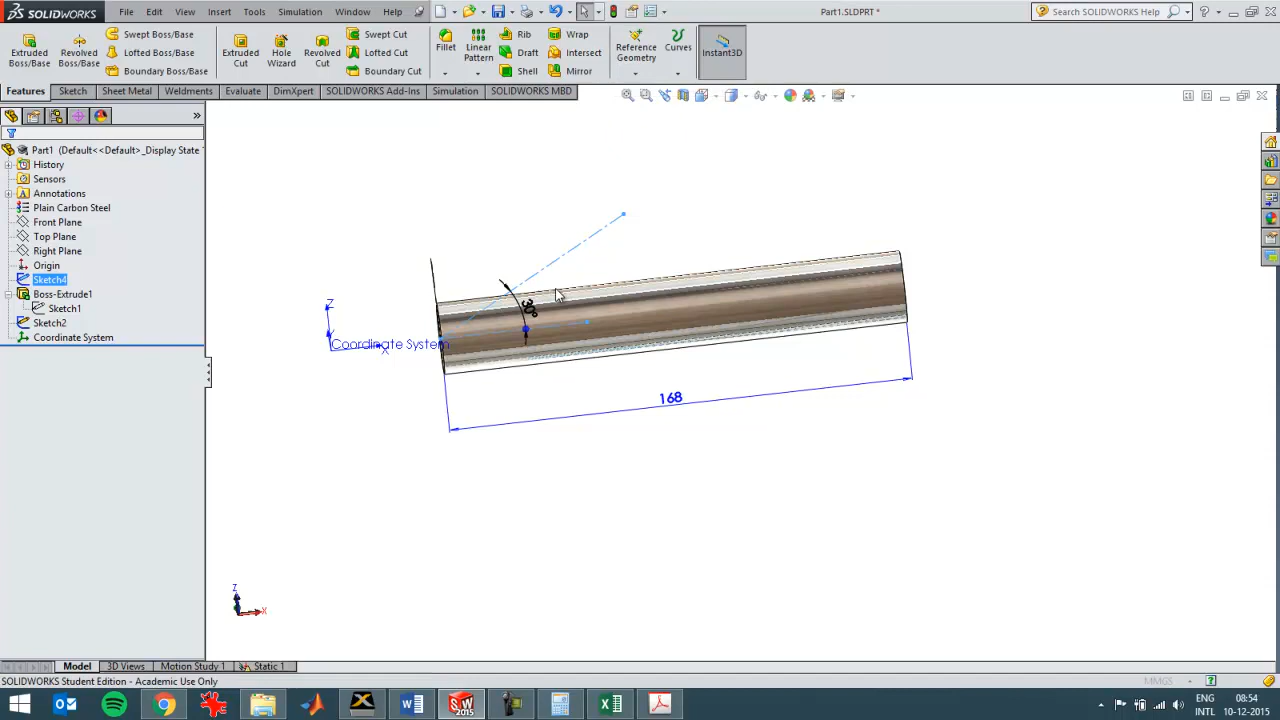 SOLIDWORKS
File Edit View Insert Tools Simulation Window Help
Part1.SLDPRT *
Search SOLIDWORKS Help
Extruded Boss/Base
Revolved Boss/Base
Swept Boss/Base
Lofted Boss/Base
Boundary Boss/Base
Extruded Cut
Hole Wizard
Revolved Cut
Swept Cut
Lofted Cut
Boundary Cut
Fillet
Linear Pattern
Rib
Draft
Shell
Wrap
Intersect
Mirror
Reference Geometry
Curves
Instant3D
Features Sketch Sheet Metal Weldments Evaluate DimXpert SOLIDWORKS Add-Ins Simulation SOLIDWORKS MBD
Part1 (Default<<Default>_Display State
History
Sensors
Annotations
Plain Carbon Steel
Front Plane
Top Plane
Right Plane
Origin
Sketch4
Boss-Extrude1
Sketch1
Sketch2
Coordinate System
30°
Z
Coordinate System
X
168
Z
X
Model 3D Views Motion Study 1 Static 1
SOLIDWORKS Student Edition - Academic Use Only
MMGS
ENG 08:54
INTL 10-12-2015